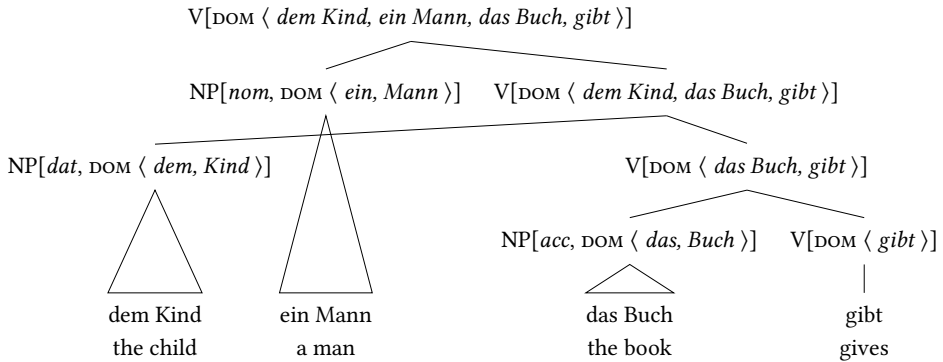 V[DOM ⟨ dem Kind, ein Mann, das Buch, gibt ⟩]
NP[nom, DOM ⟨ ein, Mann ⟩] V[DOM ⟨ dem Kind, das Buch, gibt ⟩]
NP[dat, DOM ⟨ dem, Kind ⟩] V[DOM ⟨ das Buch, gibt ⟩]
NP[acc, DOM ⟨ das, Buch ⟩] V[DOM ⟨ gibt ⟩]
dem Kind ein Mann das Buch gibt
the child a man the book gives